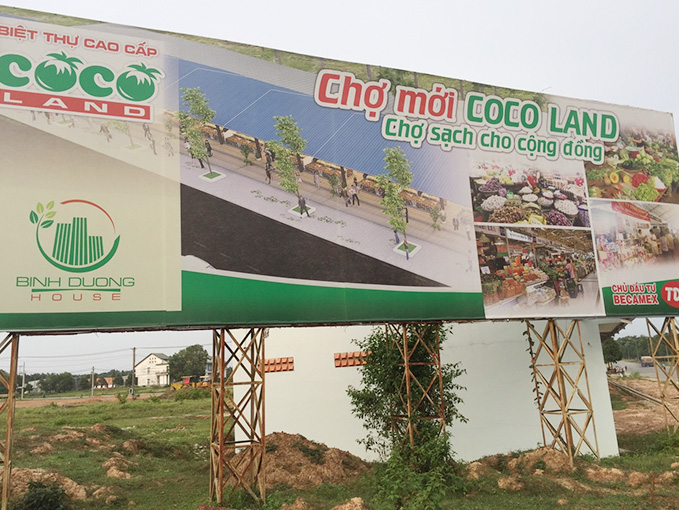 BIỆT THỰ CAO CẤP
COCO
LAND
BINH DUONG
HOUSE
Chợ mới COCO LAND
Chợ sạch cho cộng đồng
CHỦ ĐẦU TƯ
BECAMEX